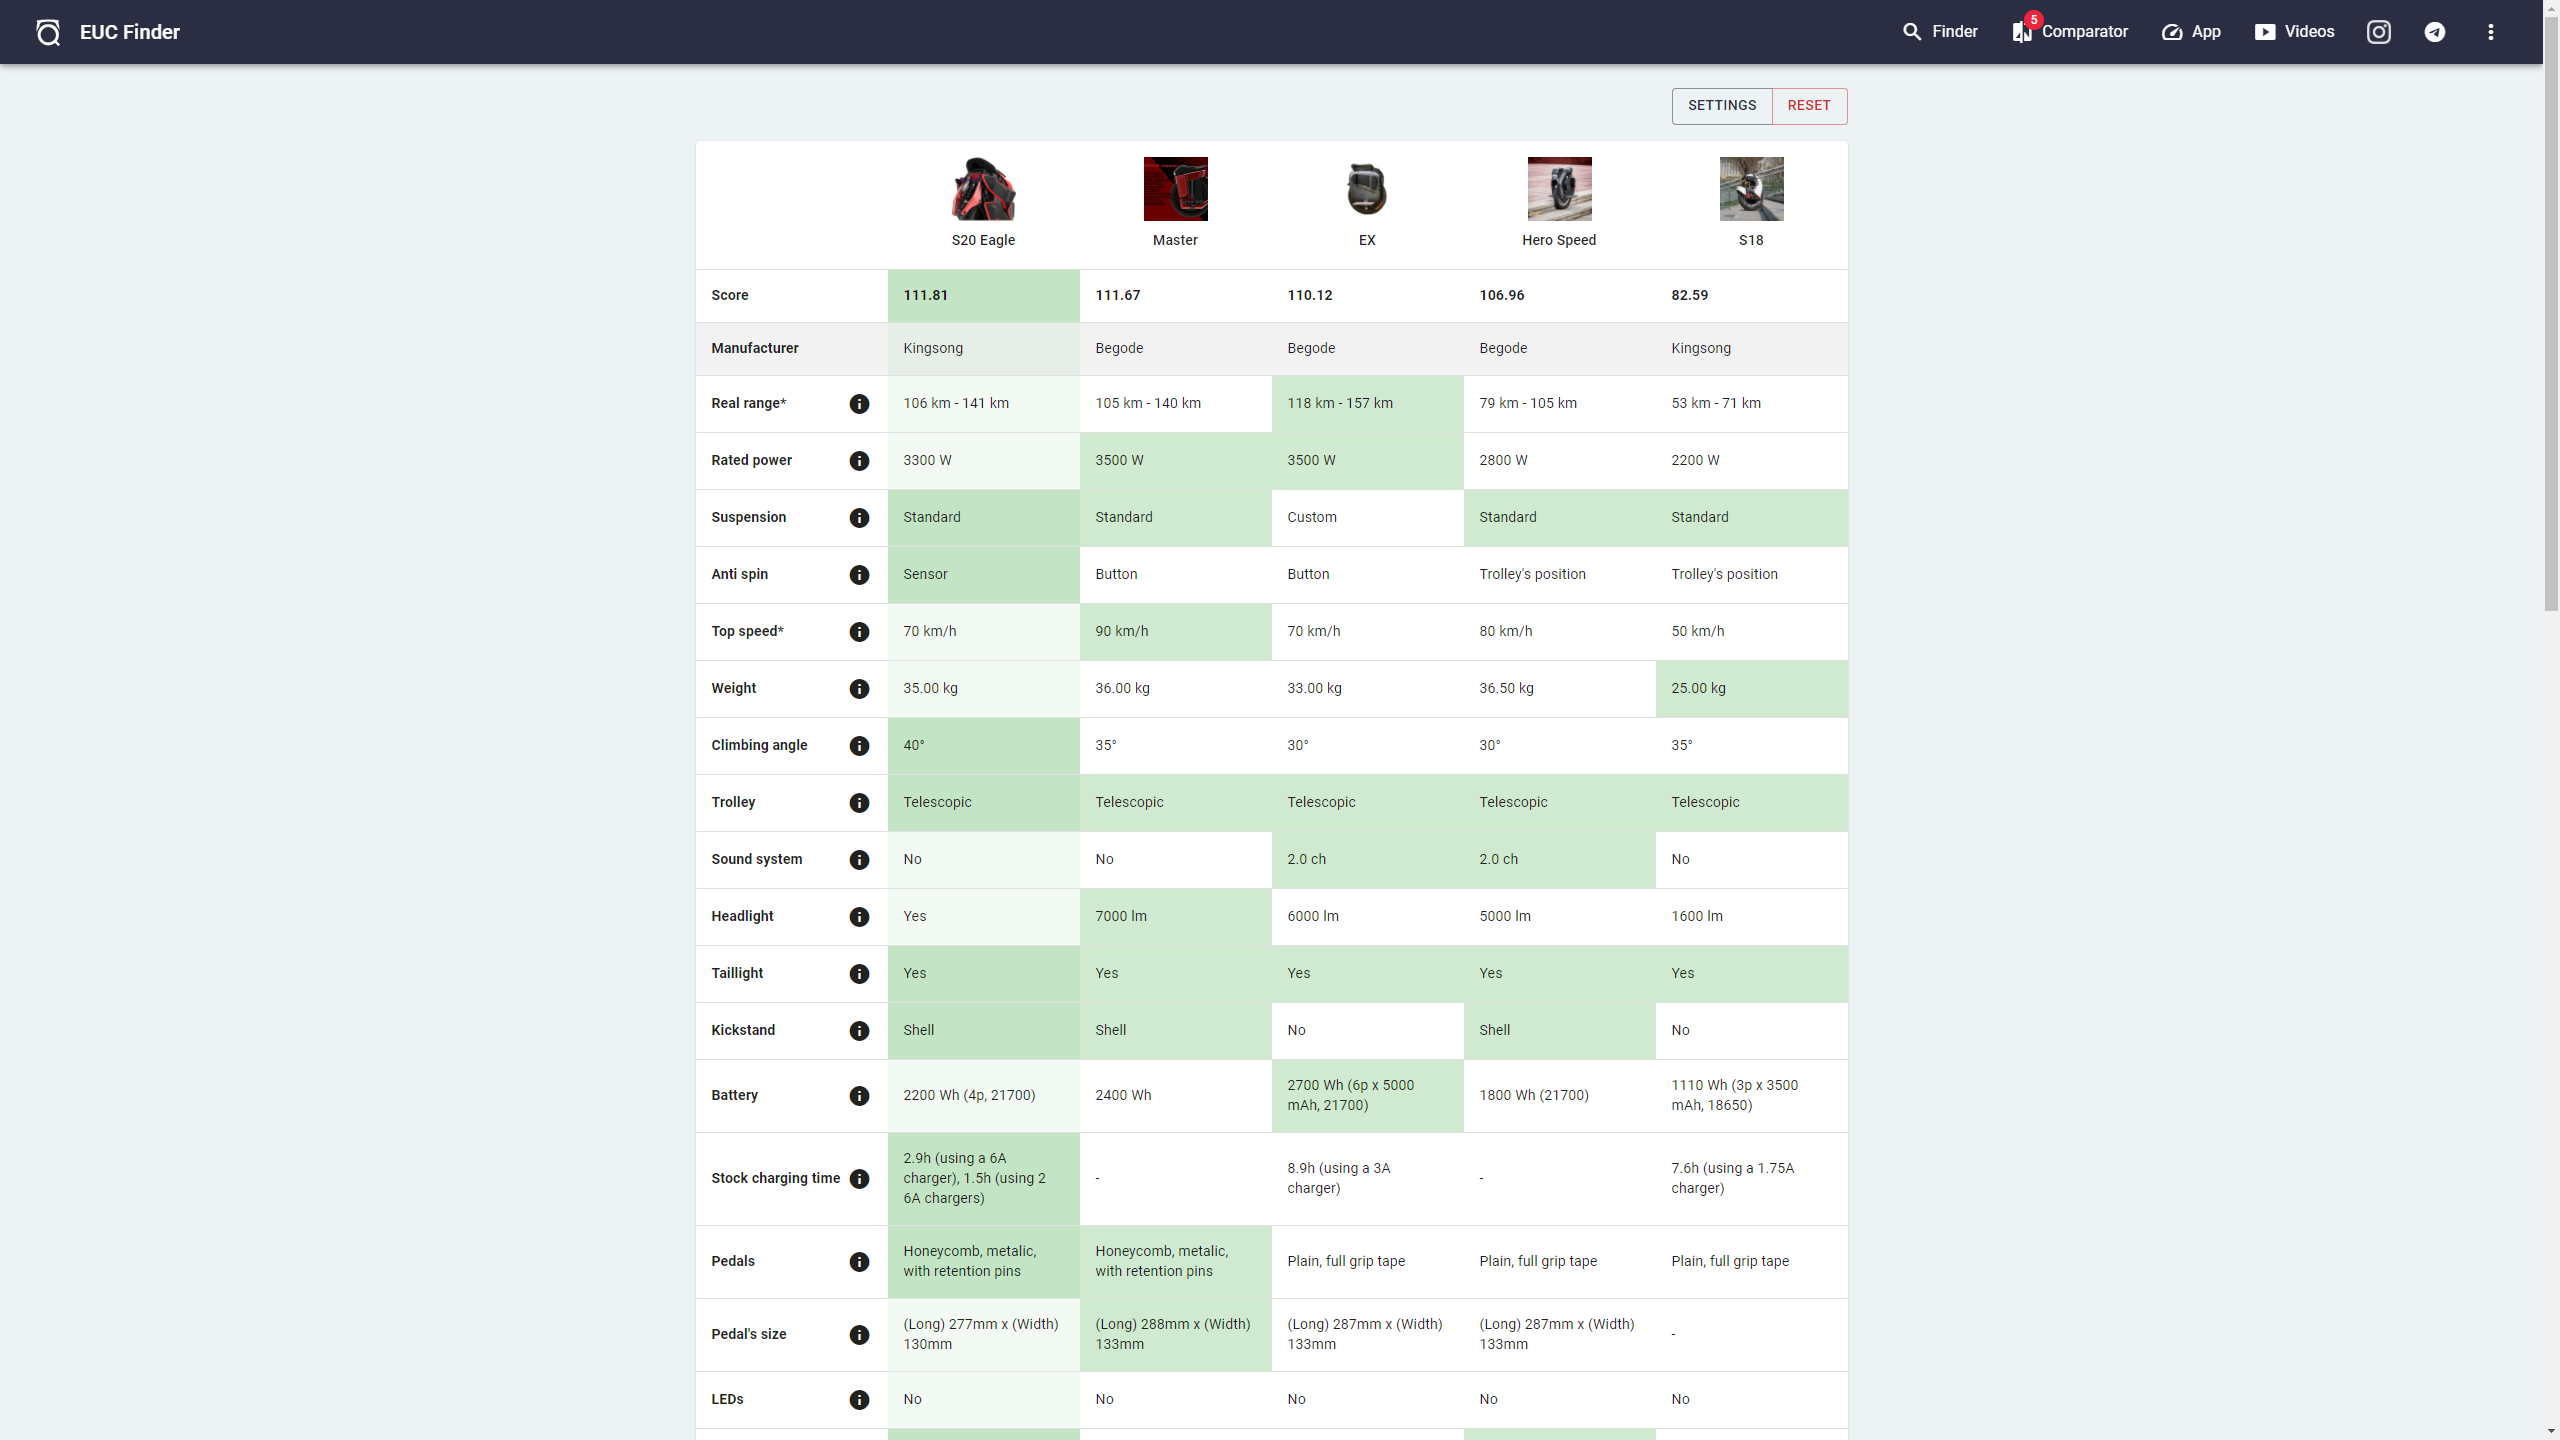 EUC Finder
Finder
5
Comparator
App
Videos
SETTINGS
RESET
S20 Eagle
Master
EX
Hero Speed
S18
Score
111.81
111.67
110.12
106.96
82.59
Manufacturer
Kingsong
Begode
Begode
Begode
Kingsong
Real range*
106 km - 141 km
105 km - 140 km
118 km - 157 km
79 km - 105 km
53 km - 71 km
Rated power
3300 W
3500 W
3500 W
2800 W
2200 W
Suspension
Standard
Standard
Custom
Standard
Standard
Anti spin
Sensor
Button
Button
Trolley's position
Trolley's position
Top speed*
70 km/h
90 km/h
70 km/h
80 km/h
50 km/h
Weight
35.00 kg
36.00 kg
33.00 kg
36.50 kg
25.00 kg
Climbing angle
40°
35°
30°
30°
35°
Trolley
Telescopic
Telescopic
Telescopic
Telescopic
Telescopic
Sound system
No
No
2.0 ch
2.0 ch
No
Headlight
Yes
7000 lm
6000 lm
5000 lm
1600 lm
Taillight
Yes
Yes
Yes
Yes
Yes
Kickstand
Shell
Shell
No
Shell
No
Battery
2200 Wh (4p, 21700)
2400 Wh
2700 Wh (6p x 5000
mAh, 21700)
1800 Wh (21700)
1110 Wh (3p x 3500
mAh, 18650)
Stock charging time
2.9h (using a 6A
charger), 1.5h (using 2
6A chargers)
-
8.9h (using a 3A
charger)
-
7.6h (using a 1.75A
charger)
Pedals
Honeycomb, metalic,
with retention pins
Honeycomb, metalic,
with retention pins
Plain, full grip tape
Plain, full grip tape
Plain, full grip tape
Pedal's size
(Long) 277mm x (Width)
130mm
(Long) 288mm x (Width)
133mm
(Long) 287mm x (Width)
133mm
(Long) 287mm x (Width)
133mm
-
LEDs
No
No
No
No
No